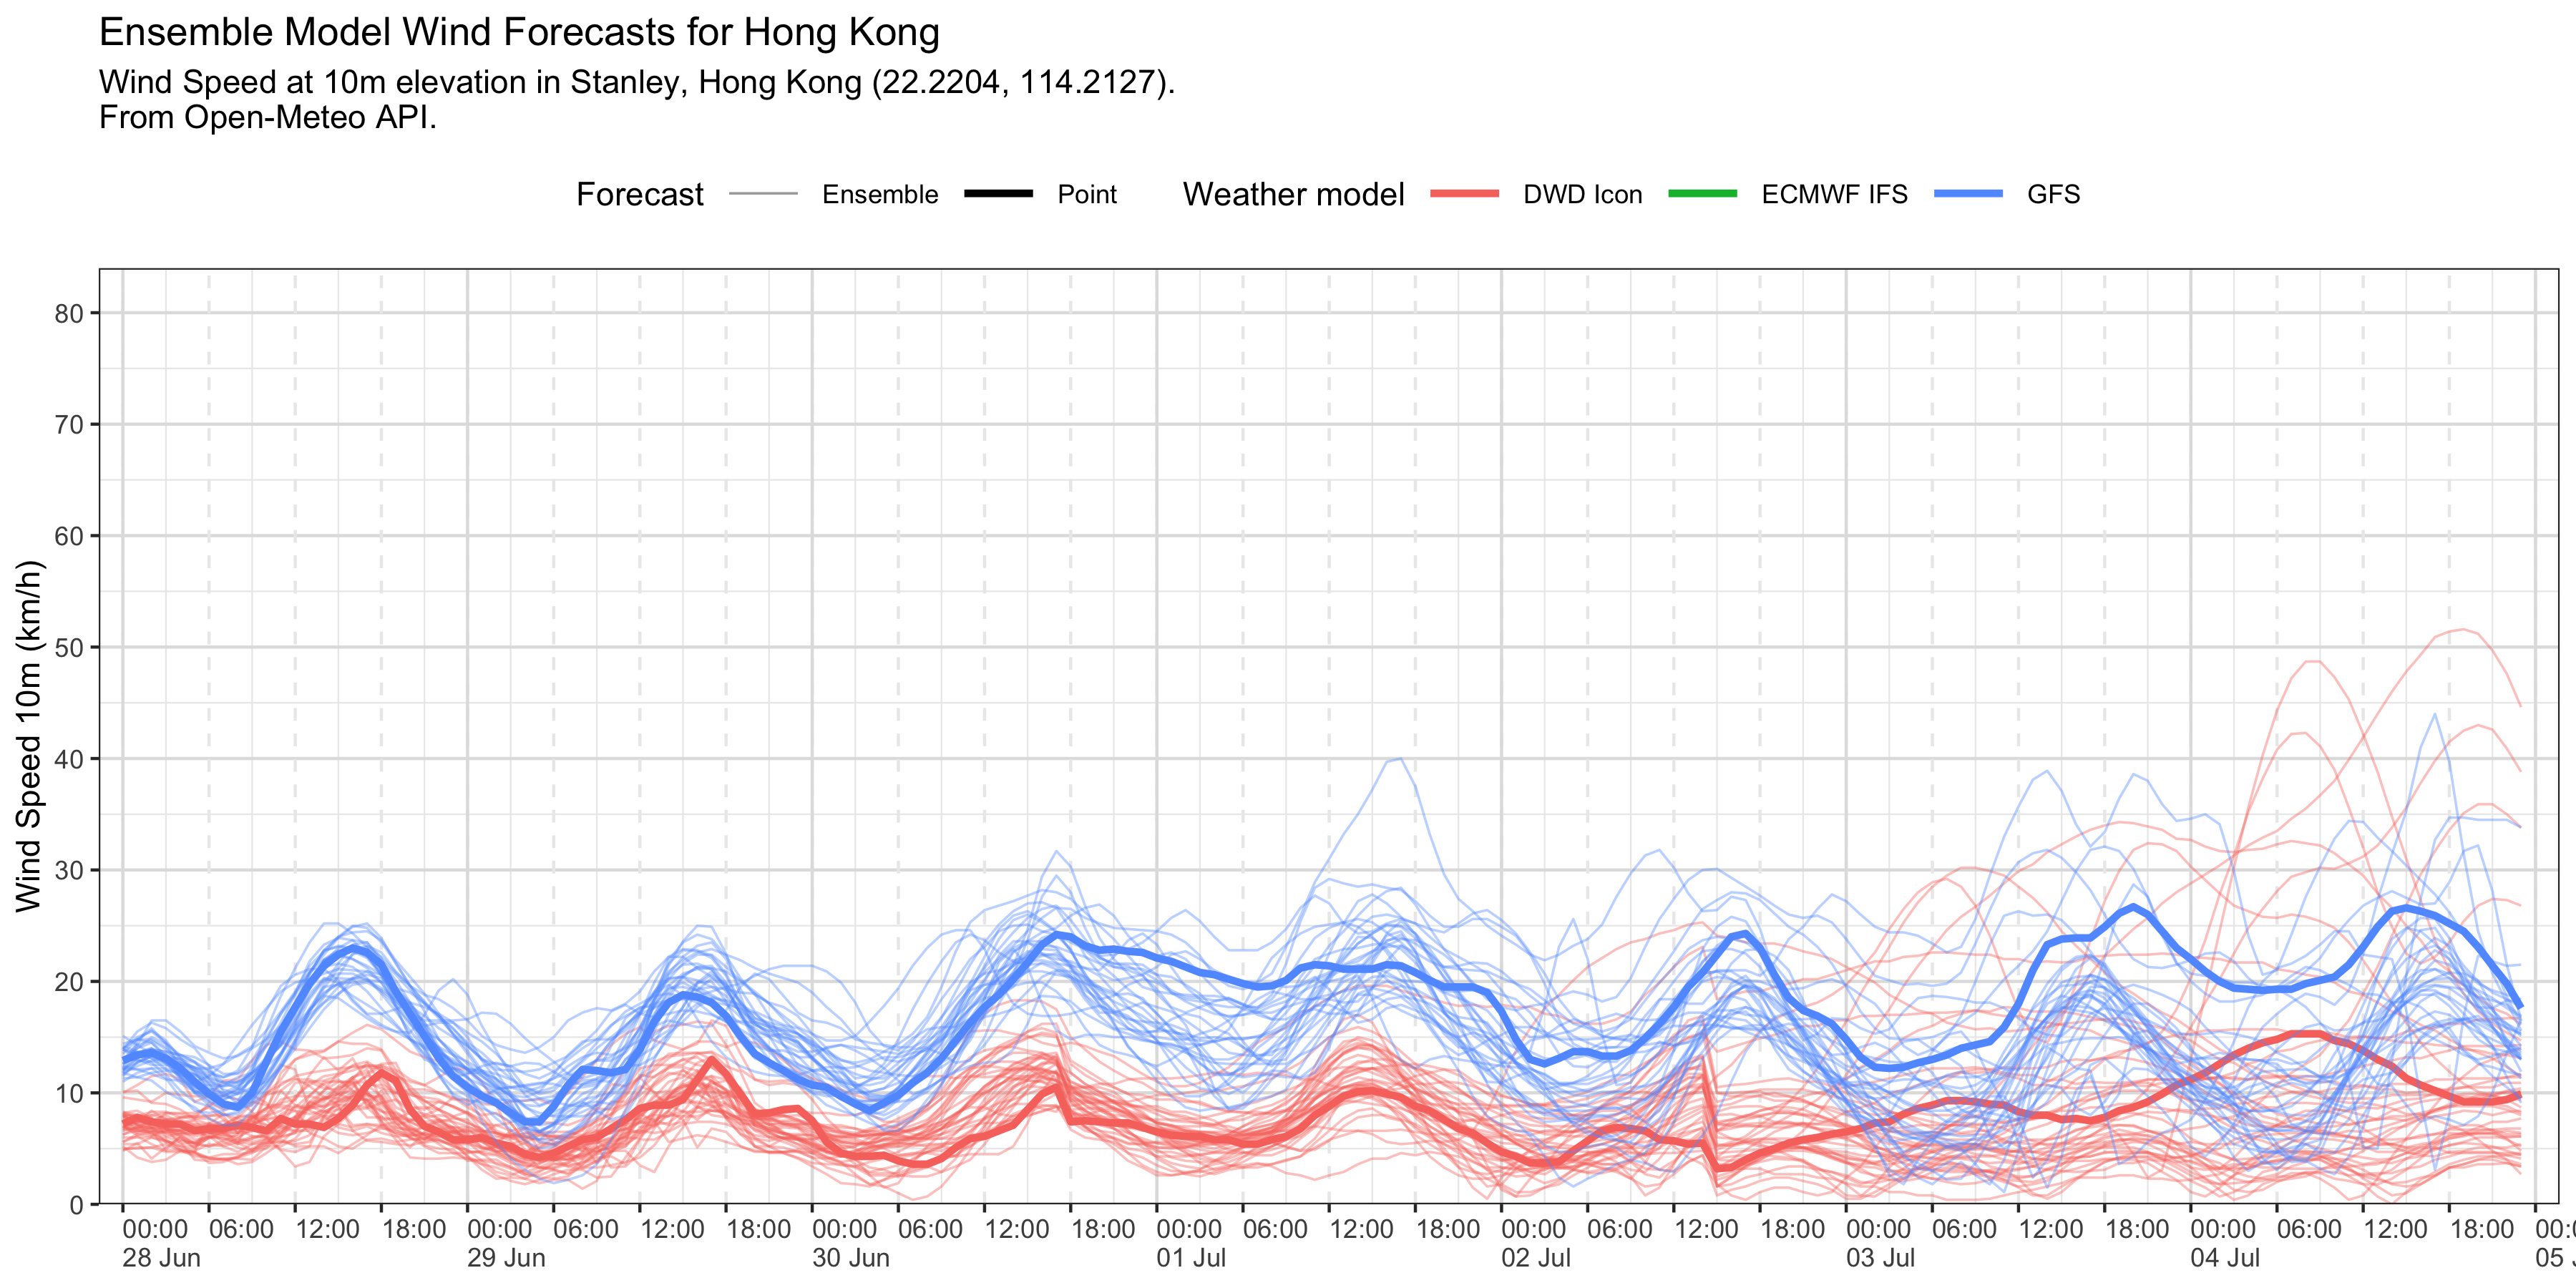 Ensemble Model Wind Forecasts for Hong Kong
Wind Speed at 10m elevation in Stanley, Hong Kong (22.2204, 114.2127).
From Open-Meteo API.
Forecast Ensemble Point Weather model DWD Icon ECMWF IFS GFS
Wind Speed 10m (km/h)
80
70
60
50
40
30
20
10
0
00:00 06:00 12:00 18:00 00:00 06:00 12:00 18:00 00:00 06:00 12:00 18:00 00:00 06:00 12:00 18:00 00:00 06:00 12:00 18:00 00:00 06:00 12:00 18:00 00:00 06:00 12:00 18:00
28 Jun 29 Jun 30 Jun 01 Jul 02 Jul 03 Jul 04 Jul 05